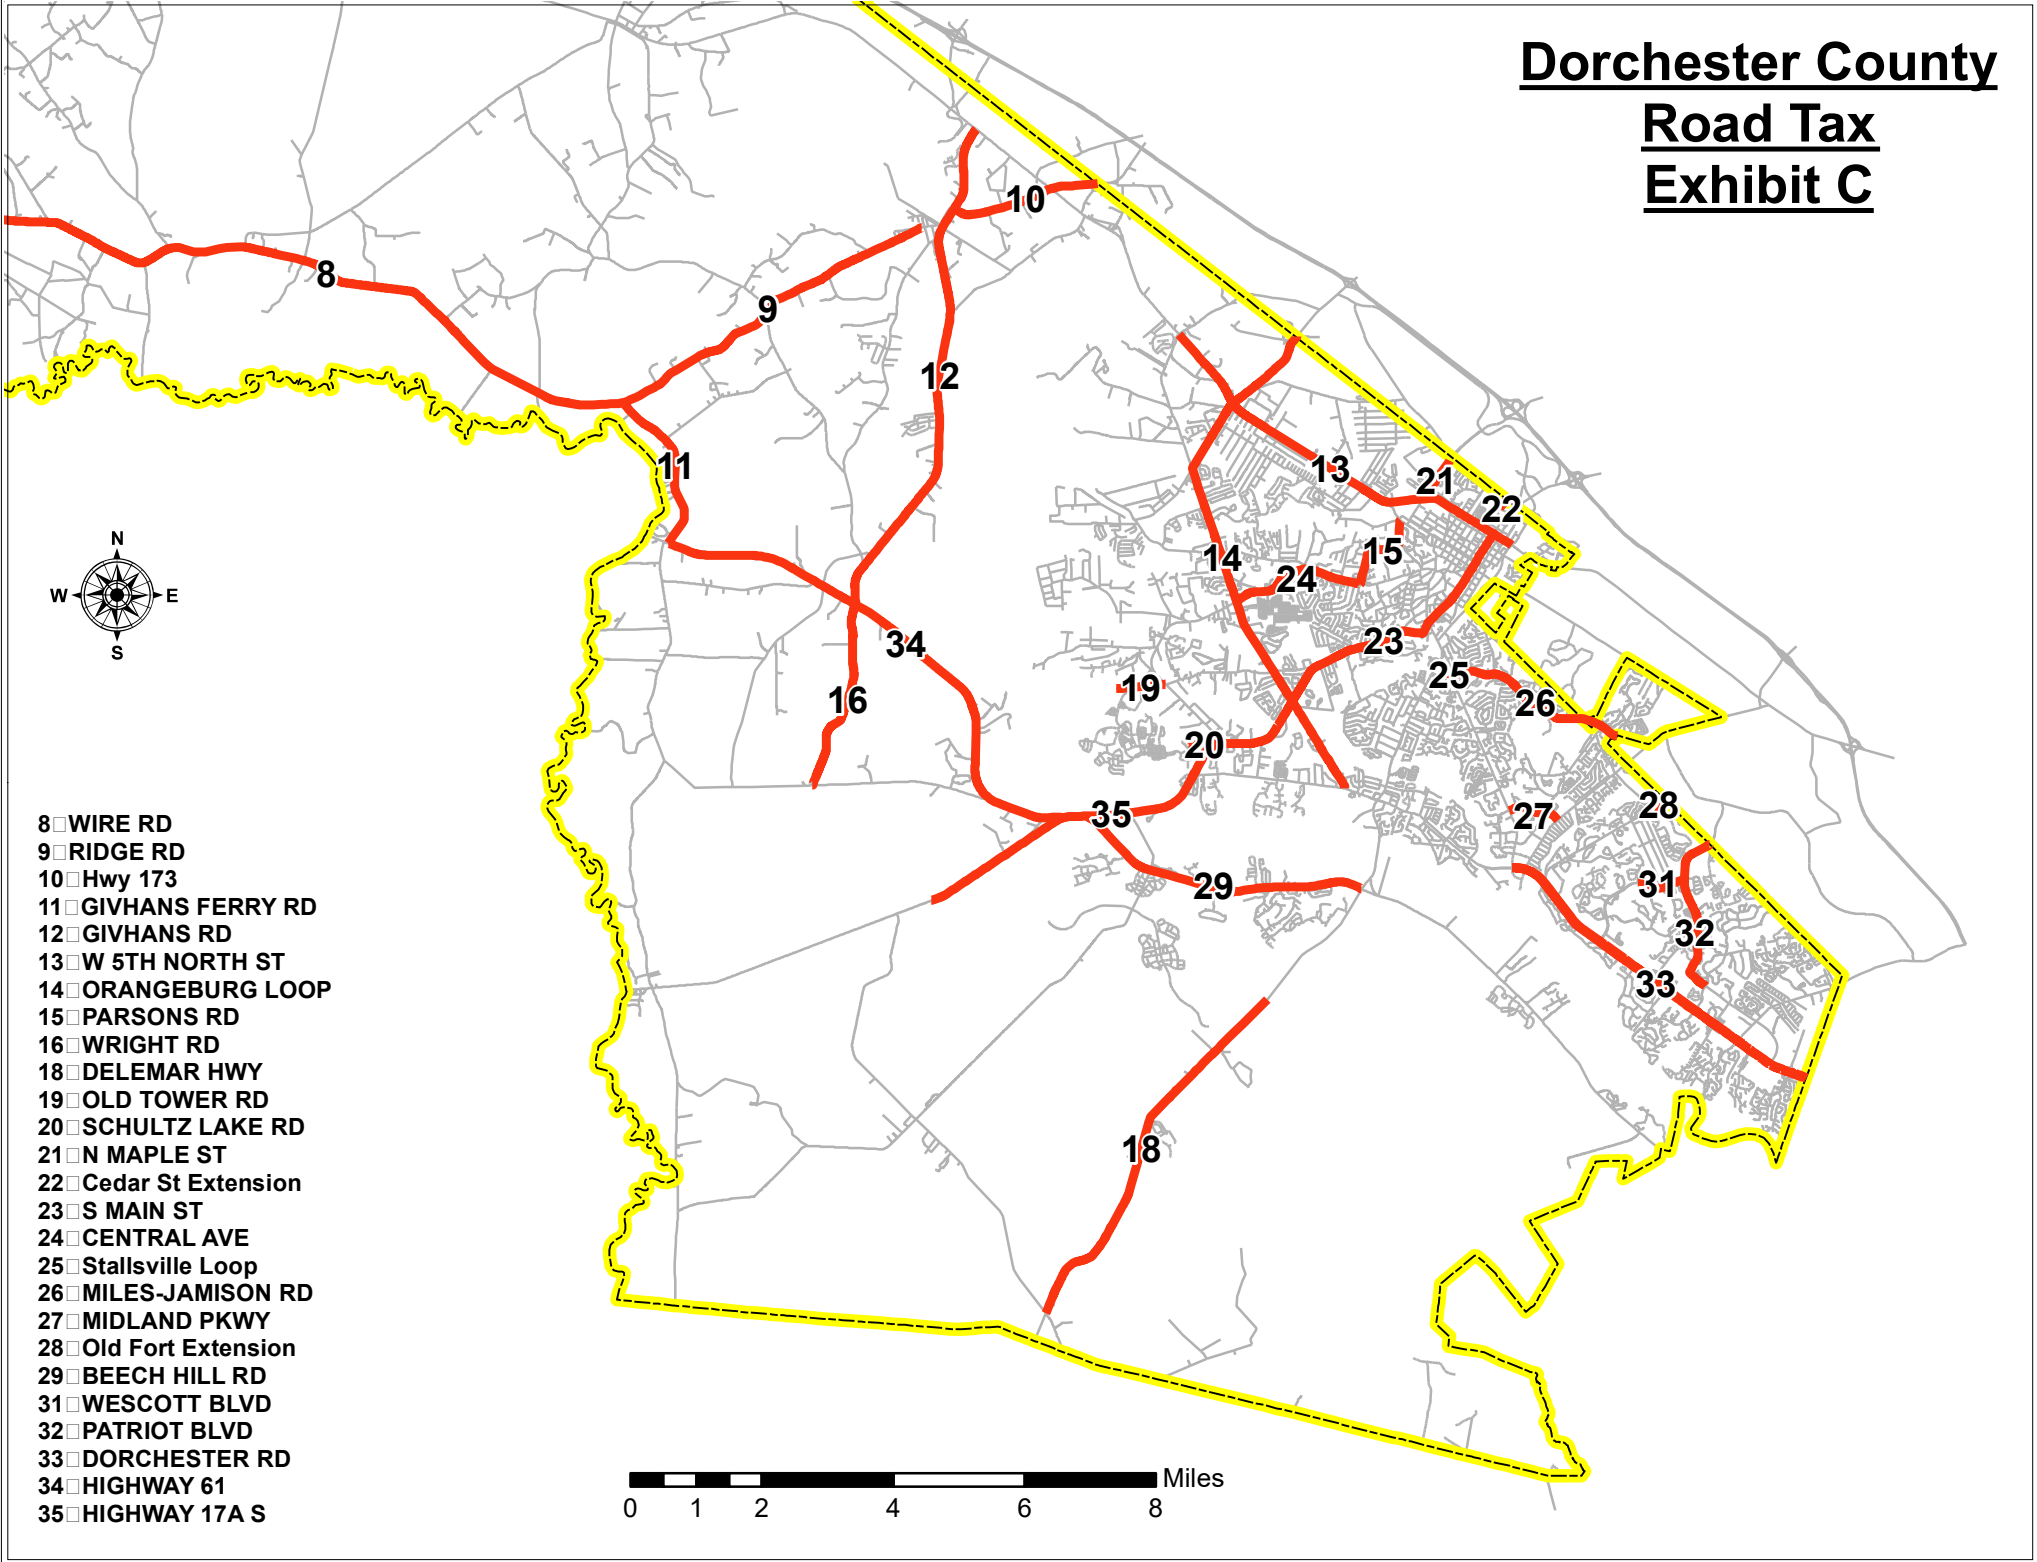 Dorchester County
Road Tax
Exhibit C
10
8
9
12
11
13
21
22
14
15
24
34
23
16
19
25
26
20
35
27
28
29
31
32
33
18
N
W E
S
8□WIRE RD
9□RIDGE RD
10□Hwy 173
11□GIVHANS FERRY RD
12□GIVHANS RD
13□W 5TH NORTH ST
14□ORANGEBURG LOOP
15□PARSONS RD
16□WRIGHT RD
18□DELEMAR HWY
19□OLD TOWER RD
20□SCHULTZ LAKE RD
21□N MAPLE ST
22□Cedar St Extension
23□S MAIN ST
24□CENTRAL AVE
25□Stallsville Loop
26□MILES-JAMISON RD
27□MIDLAND PKWY
28□Old Fort Extension
29□BEECH HILL RD
31□WESCOTT BLVD
32□PATRIOT BLVD
33□DORCHESTER RD
34□HIGHWAY 61
35□HIGHWAY 17A S
Miles
0 1 2 4 6 8